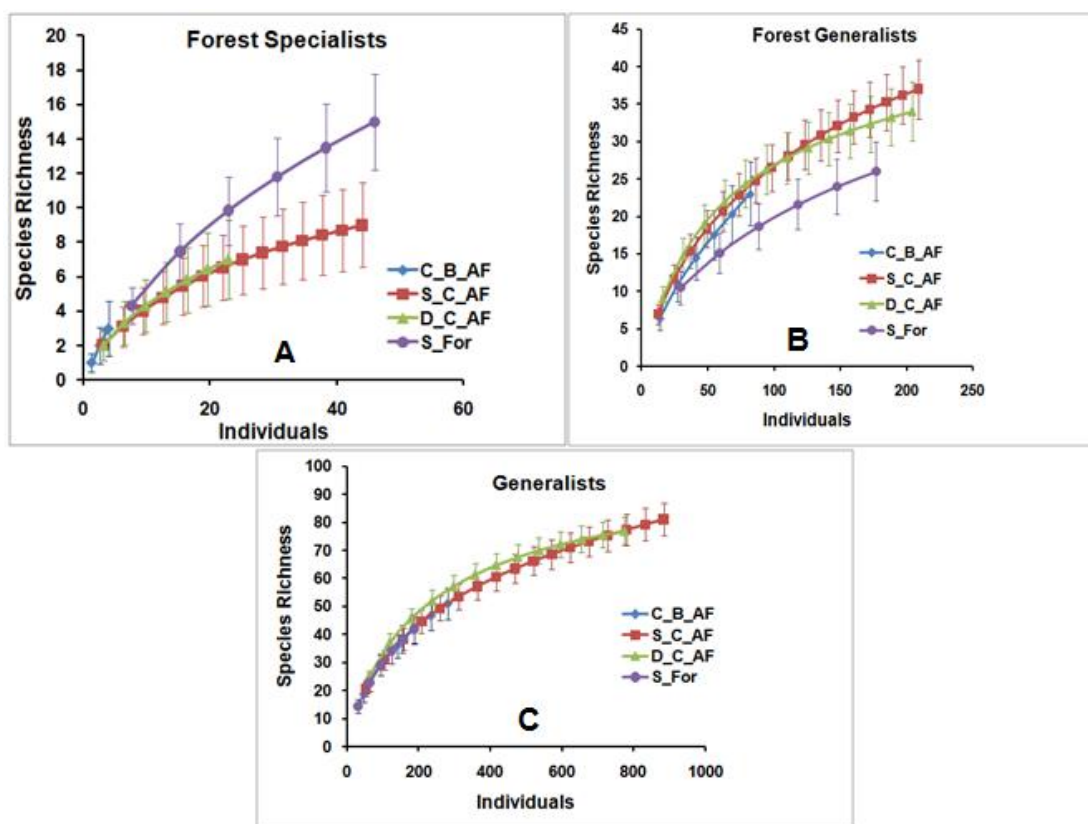 Forest Specialists
20
18
16
14
12
10
8
6
4
2
0
Species Richness
0 20 40 60
Individuals
C_B_AF
S_C_AF
D_C_AF
S_For
A
Forest Generalists
45
40
35
30
25
20
15
10
5
0
Species Richness
0 50 100 150 200 250
Individuals
C_B_AF
S_C_AF
D_C_AF
S_For
B
Generalists
100
90
80
70
60
50
40
30
20
10
0
Species Richness
0 200 400 600 800 1000
Individuals
C_B_AF
S_C_AF
D_C_AF
S_For
C